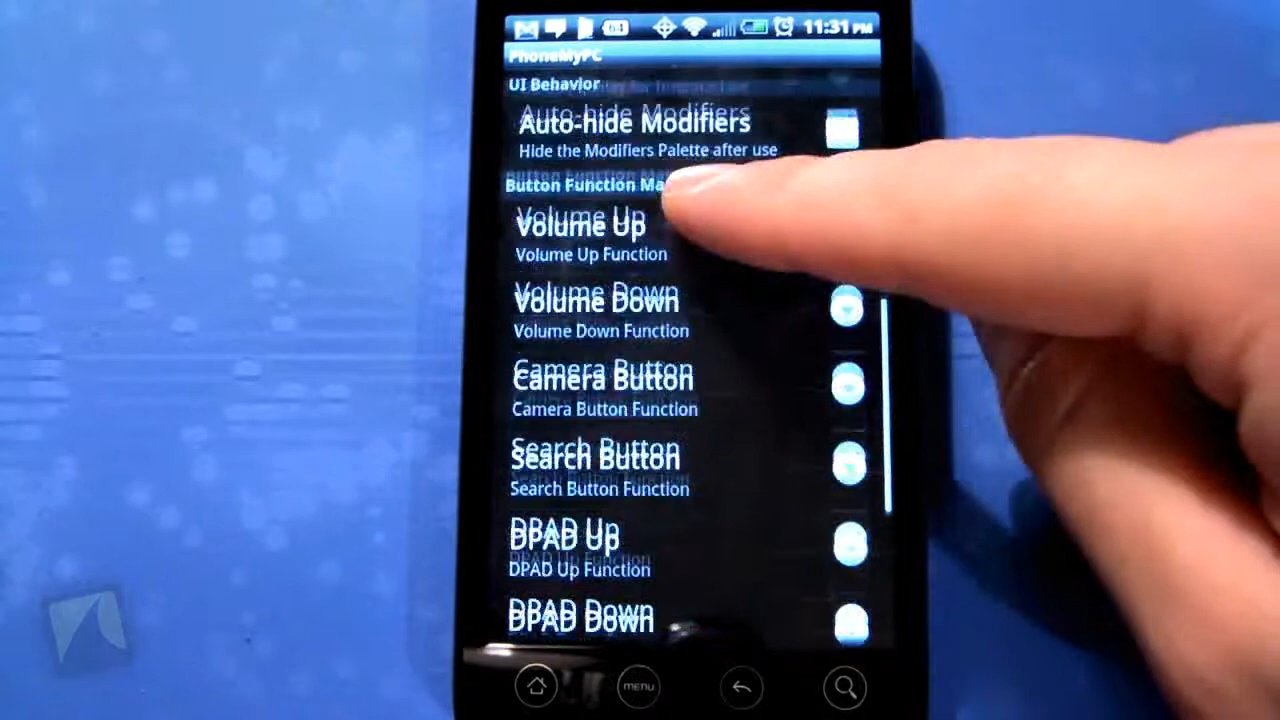 11:31 PM
PhoneMyPC
UI Behavior
Auto-hide Modifiers
Hide the Modifiers Palette after use
Button Function
Volume Up
Volume Up Function
Volume Down
Volume Down Function
Camera Button
Camera Button Function
Search Button
Search Button Function
DPAD Up
DPAD Up Function
DPAD Down
menu